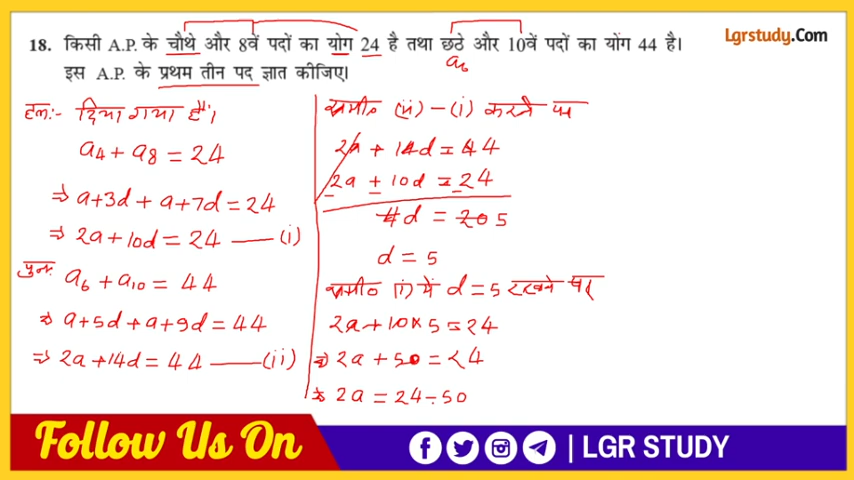 Lgrstudy.Com
18. किसी A.P. के चौथे और 8वें पदों का योग 24 है तथा छठे और 10वें पदों का योग 44 है।
इस A.P. के प्रथम तीन पद ज्ञात कीजिए।
a₆
हल:- दिया गया है।
a₄ + a₈ = 24
⇒ a+3d + a+7d = 24
⇒ 2a+10d = 24 — (i)
पुनः
a₆ + a₁₀ = 44
⇒ a+5d+a+9d = 44
⇒ 2a+14d = 44 — (ii)
समी० (ii) – (i) करने पर
2a + 14d = 44
2a + 10d = 24
4d = 20 5
d = 5
समी० (i) में d = 5 रखने पर
2a+10×5 = 24
⇒ 2a + 50 = 24
⇒ 2a = 24-50
Follow Us On
| LGR STUDY